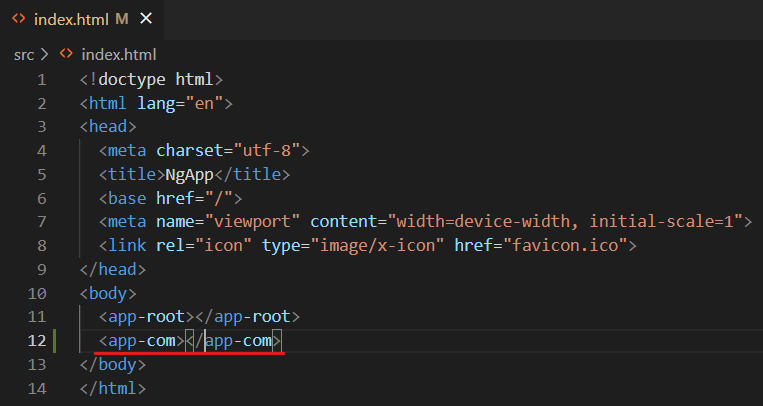 index.html M
src > index.html
1 <!doctype html>
2 <html lang="en">
3 <head>
4 <meta charset="utf-8">
5 <title>NgApp</title>
6 <base href="/">
7 <meta name="viewport" content="width=device-width, initial-scale=1">
8 <link rel="icon" type="image/x-icon" href="favicon.ico">
9 </head>
10 <body>
11 <app-root></app-root>
12 <app-com></app-com>
13 </body>
14 </html>